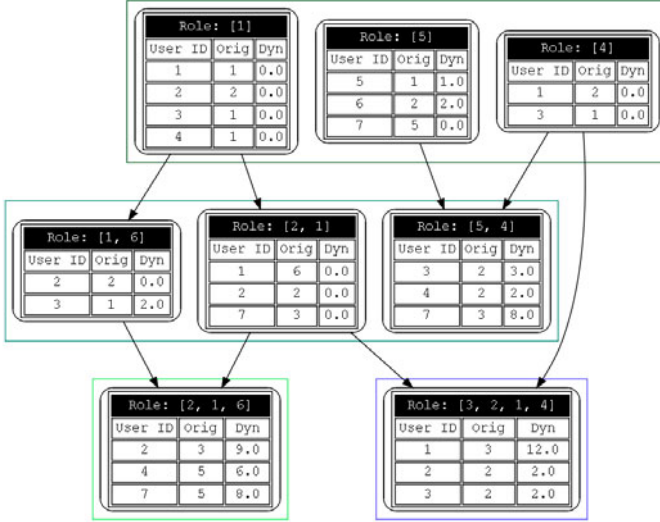 Role: [1]
User ID Orig Dyn
1 1 0.0
2 2 0.0
3 1 0.0
4 1 0.0
Role: [5]
User ID Orig Dyn
5 1 1.0
6 2 2.0
7 5 0.0
Role: [4]
User ID Orig Dyn
1 2 0.0
3 1 0.0
Role: [1, 6]
User ID Orig Dyn
2 2 0.0
3 1 2.0
Role: [2, 1]
User ID Orig Dyn
1 6 0.0
2 2 0.0
7 3 0.0
Role: [5, 4]
User ID Orig Dyn
3 2 3.0
4 2 2.0
7 3 8.0
Role: [2, 1, 6]
User ID Orig Dyn
2 3 9.0
4 5 6.0
7 5 8.0
Role: [3, 2, 1, 4]
User ID Orig Dyn
1 3 12.0
2 2 2.0
3 2 2.0